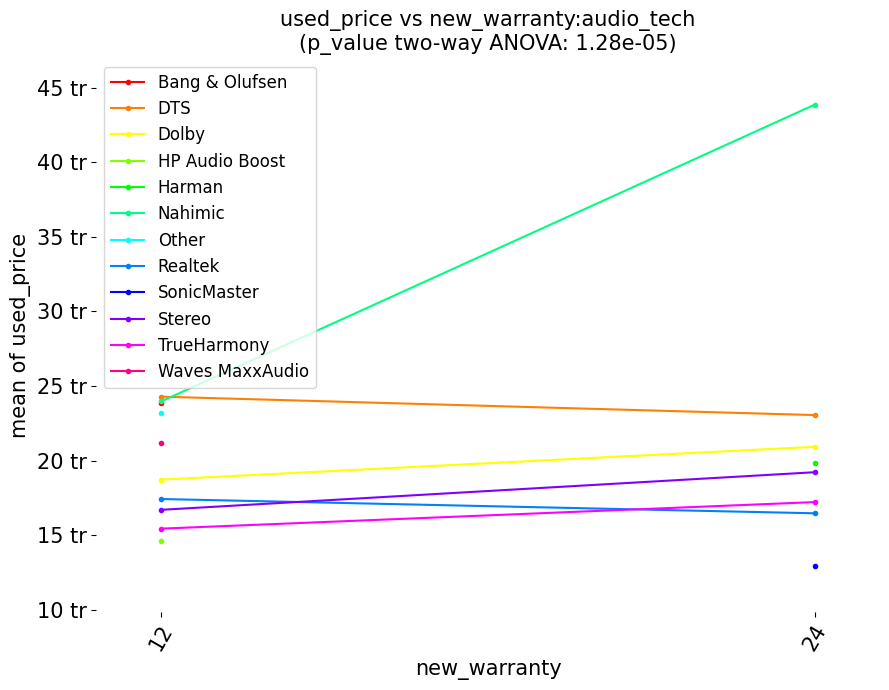 used_price vs new_warranty:audio_tech
(p_value two-way ANOVA: 1.28e-05)
Bang & Olufsen
DTS
Dolby
HP Audio Boost
Harman
Nahimic
Other
Realtek
SonicMaster
Stereo
TrueHarmony
Waves MaxxAudio
45 tr
40 tr
35 tr
30 tr
25 tr
20 tr
15 tr
10 tr
mean of used_price
12
24
new_warranty